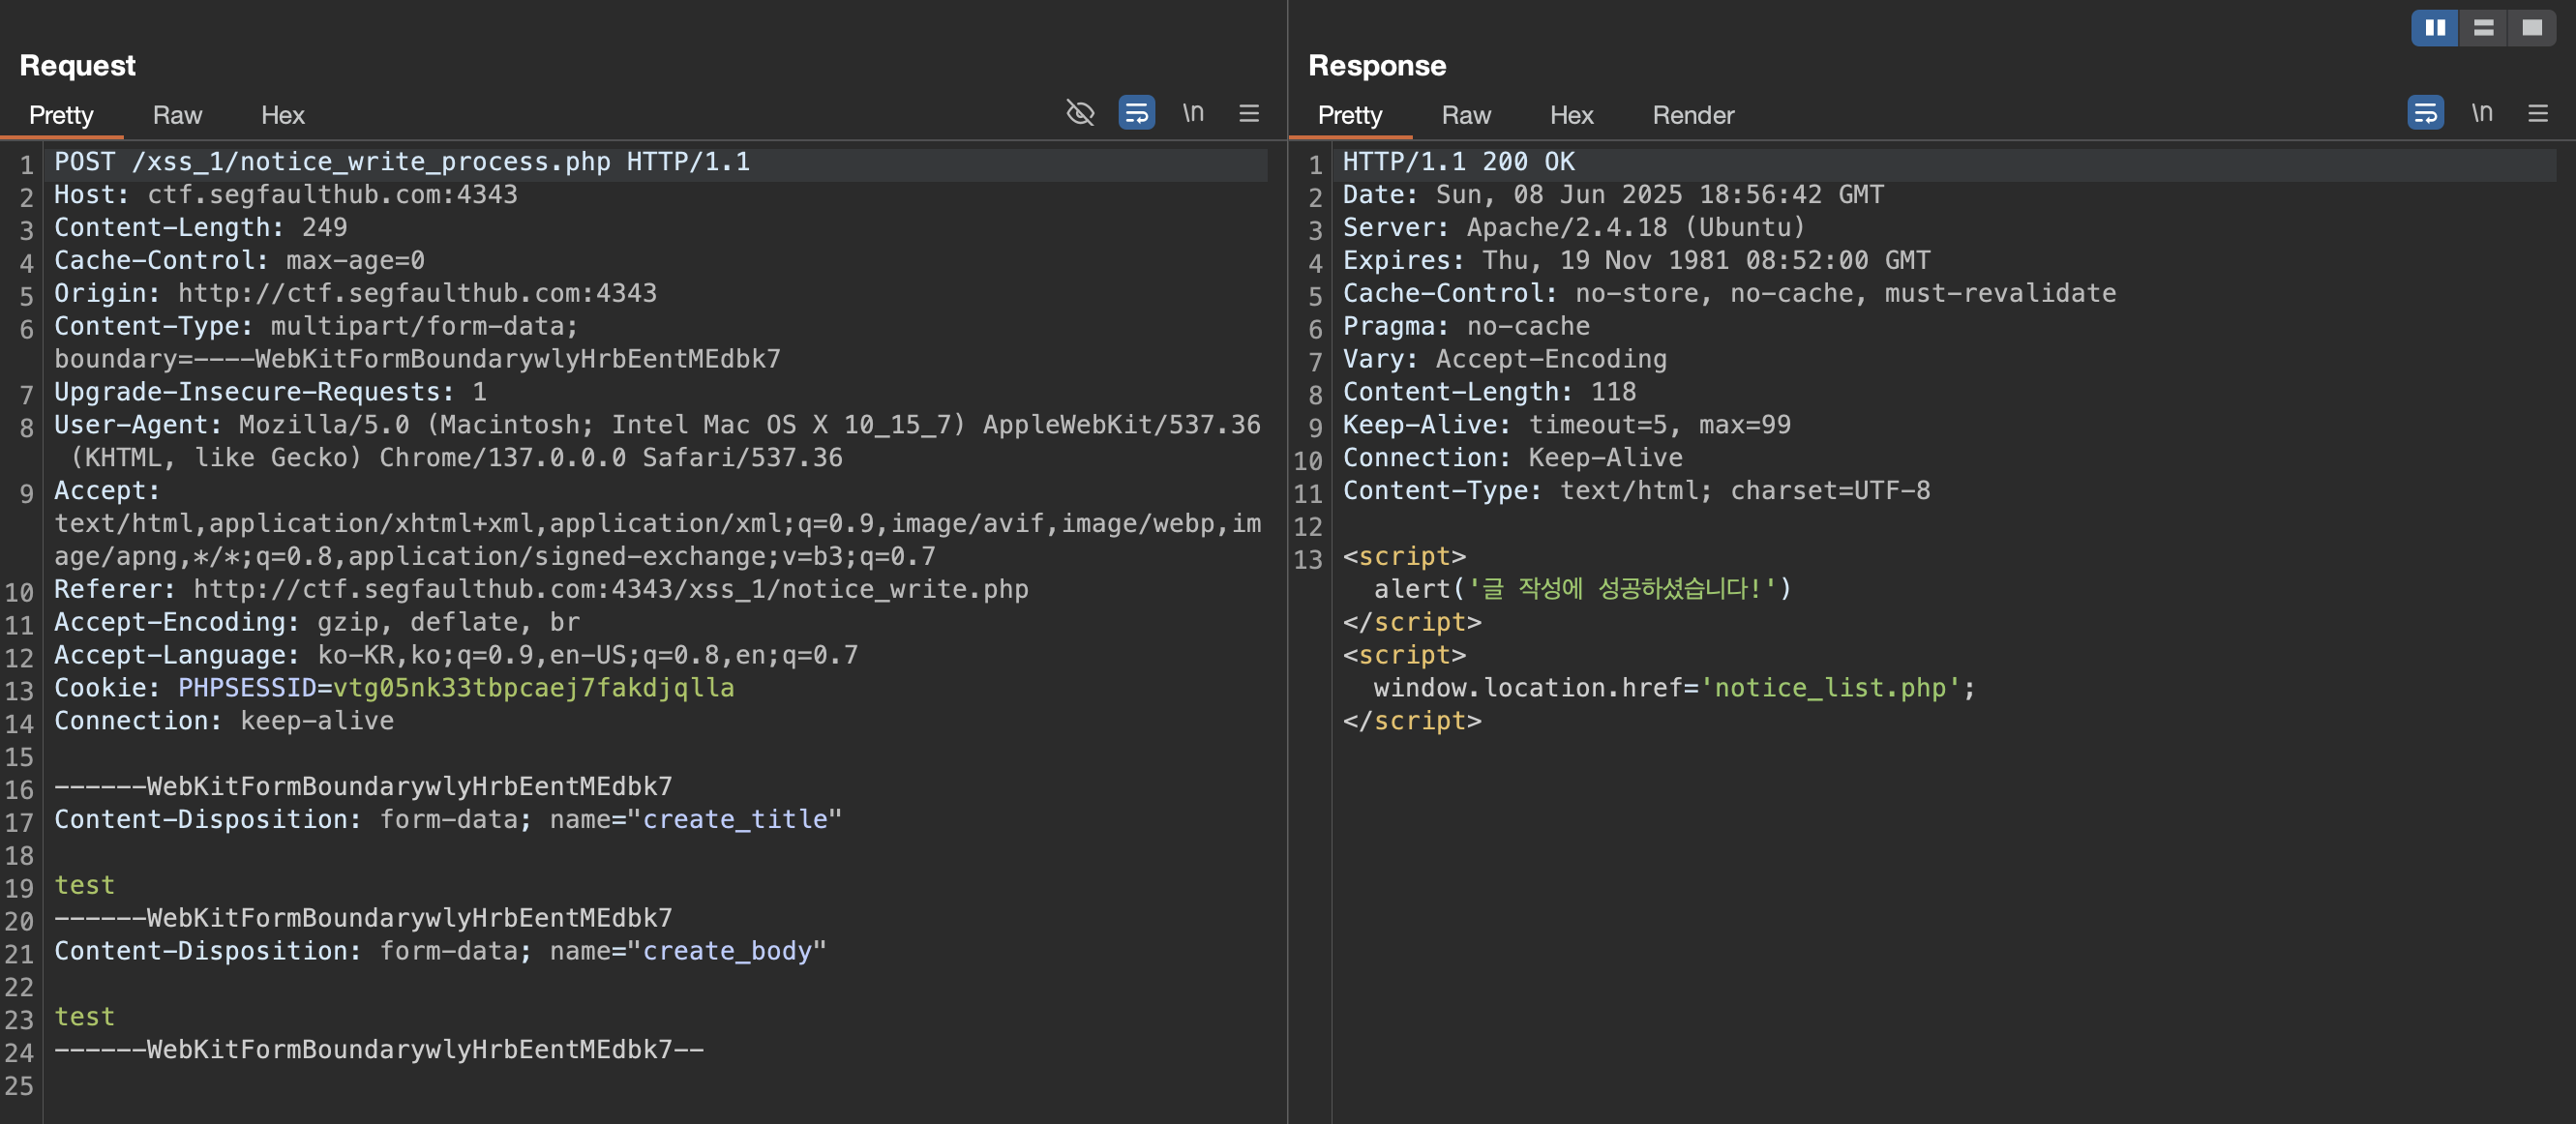 Request
Pretty Raw Hex \n
1 POST /xss_1/notice_write_process.php HTTP/1.1
2 Host: ctf.segfaulthub.com:4343
3 Content-Length: 249
4 Cache-Control: max-age=0
5 Origin: http://ctf.segfaulthub.com:4343
6 Content-Type: multipart/form-data;
boundary=----WebKitFormBoundarywlyHrbEentMEdbk7
7 Upgrade-Insecure-Requests: 1
8 User-Agent: Mozilla/5.0 (Macintosh; Intel Mac OS X 10_15_7) AppleWebKit/537.36
(KHTML, like Gecko) Chrome/137.0.0.0 Safari/537.36
9 Accept:
text/html,application/xhtml+xml,application/xml;q=0.9,image/avif,image/webp,im
age/apng,*/*;q=0.8,application/signed-exchange;v=b3;q=0.7
10 Referer: http://ctf.segfaulthub.com:4343/xss_1/notice_write.php
11 Accept-Encoding: gzip, deflate, br
12 Accept-Language: ko-KR,ko;q=0.9,en-US;q=0.8,en;q=0.7
13 Cookie: PHPSESSID=vtg05nk33tbpcaej7fakdjqlla
14 Connection: keep-alive
15
16 ------WebKitFormBoundarywlyHrbEentMEdbk7
17 Content-Disposition: form-data; name="create_title"
18
19 test
20 ------WebKitFormBoundarywlyHrbEentMEdbk7
21 Content-Disposition: form-data; name="create_body"
22
23 test
24 ------WebKitFormBoundarywlyHrbEentMEdbk7--
25
Response
Pretty Raw Hex Render \n
1 HTTP/1.1 200 OK
2 Date: Sun, 08 Jun 2025 18:56:42 GMT
3 Server: Apache/2.4.18 (Ubuntu)
4 Expires: Thu, 19 Nov 1981 08:52:00 GMT
5 Cache-Control: no-store, no-cache, must-revalidate
6 Pragma: no-cache
7 Vary: Accept-Encoding
8 Content-Length: 118
9 Keep-Alive: timeout=5, max=99
10 Connection: Keep-Alive
11 Content-Type: text/html; charset=UTF-8
12
13 <script>
alert('글 작성에 성공하셨습니다!')
</script>
<script>
window.location.href='notice_list.php';
</script>